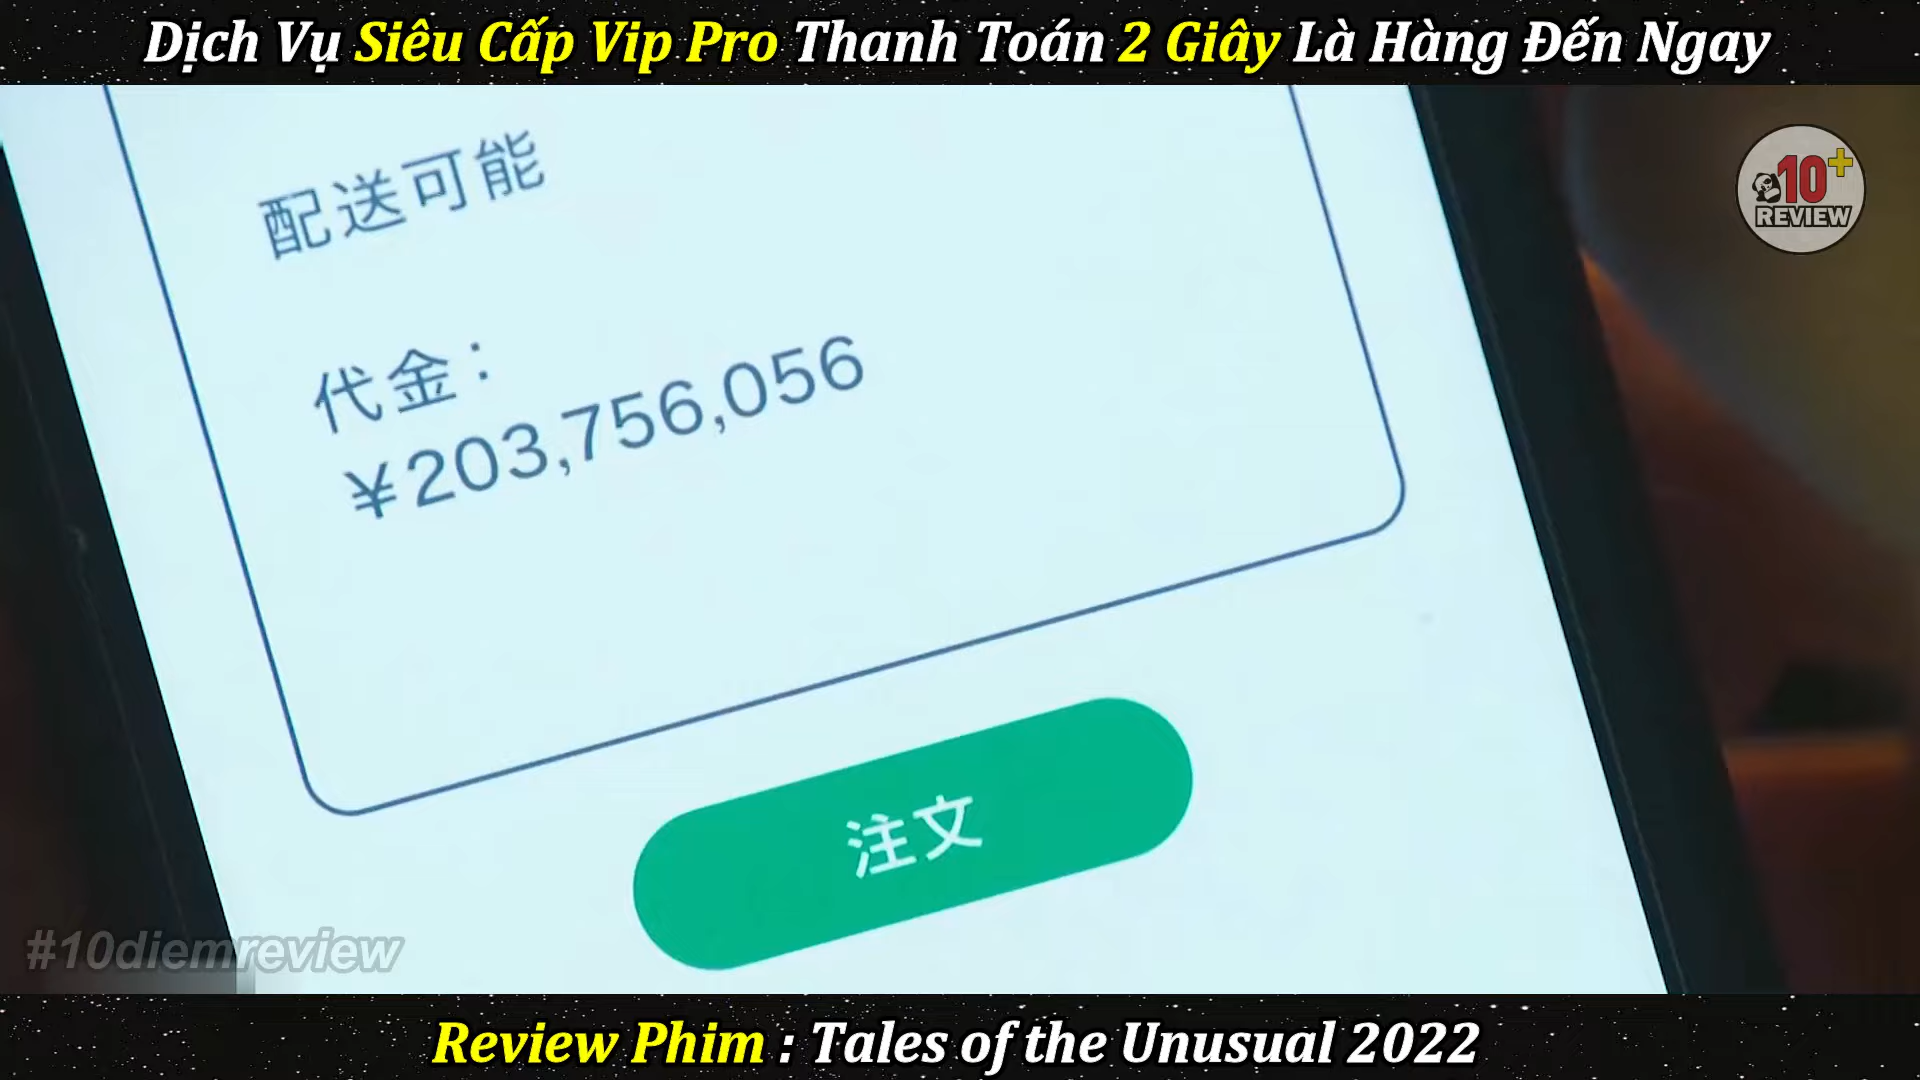 Dịch Vụ Siêu Cấp Vip Pro Thanh Toán 2 Giây Là Hàng Đến Ngay
10+
REVIEW
配送可能
代金：
¥203,756,056
注文
#10diemreview
Review Phim : Tales of the Unusual 2022